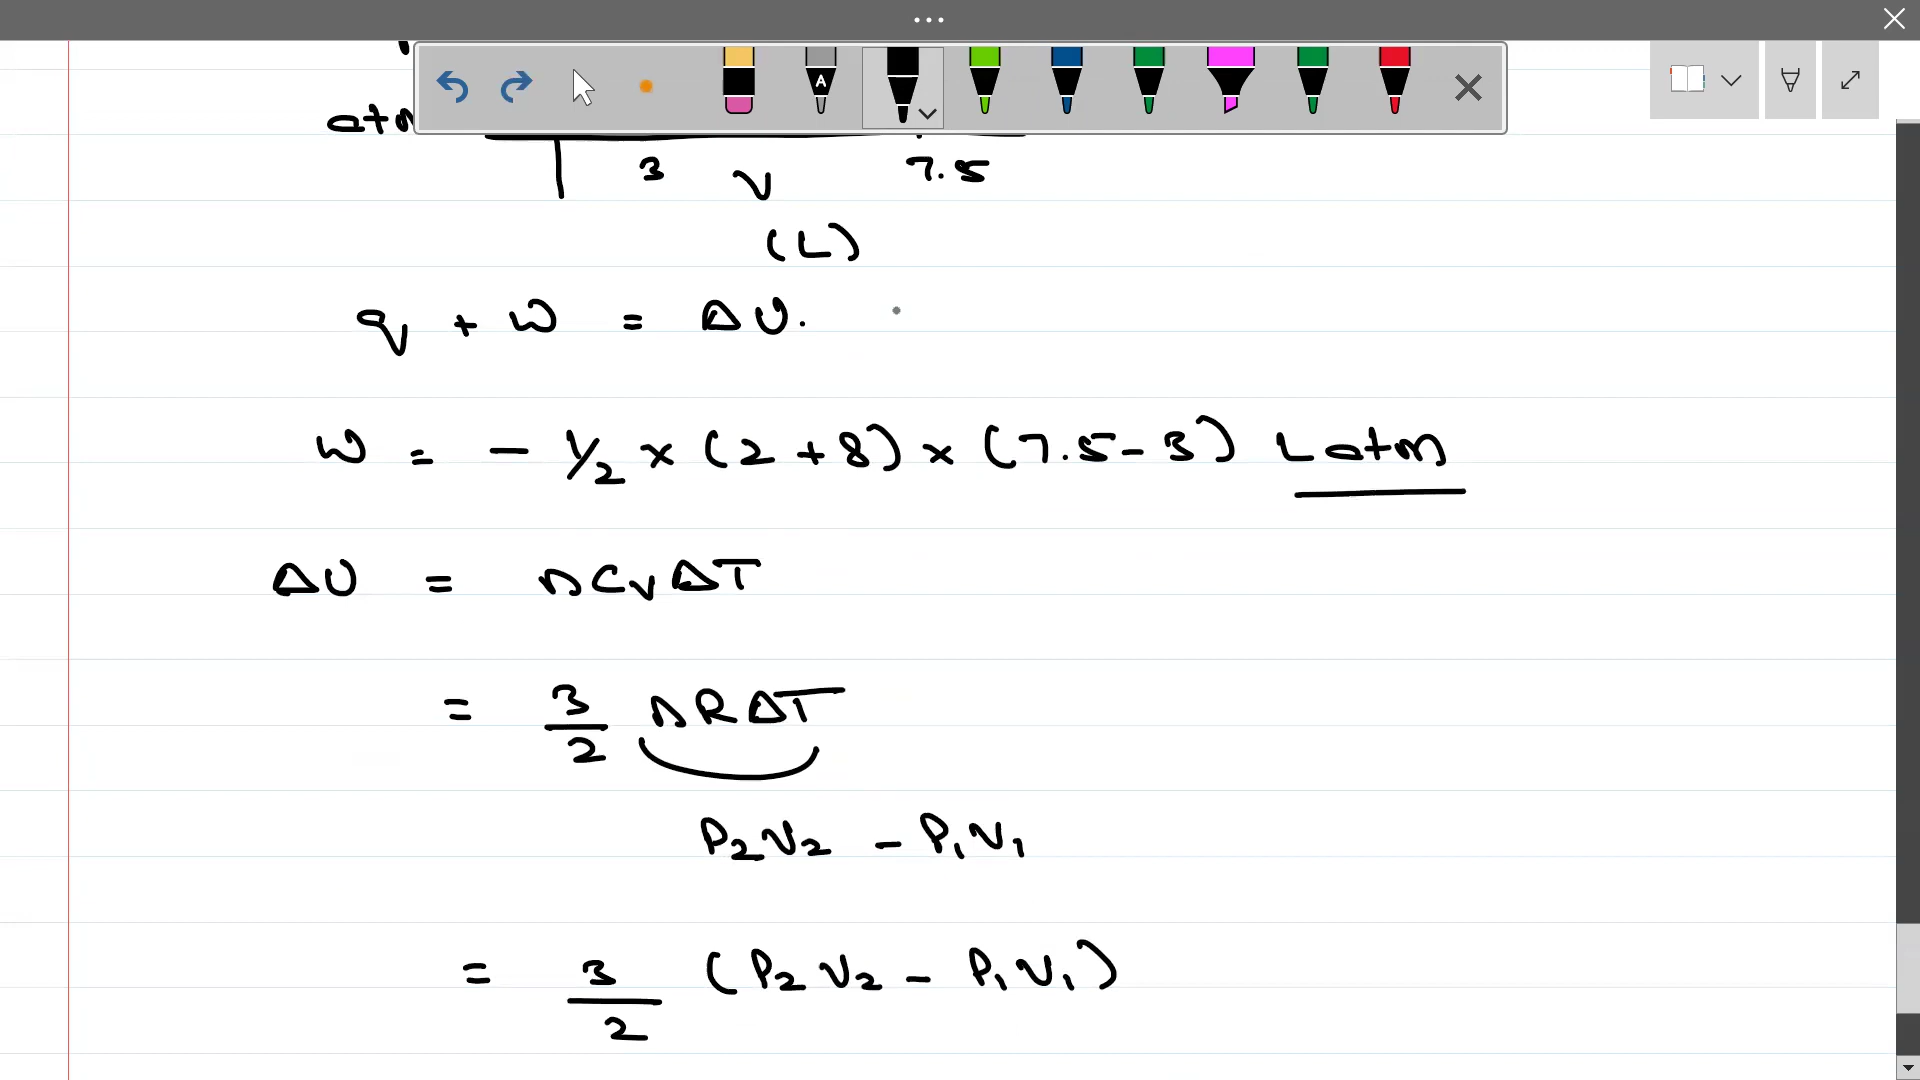 atm
3 V 7.5
(L)
q + w = ΔU.
w = - 1/2 × (2 + 8) × (7.5 - 3) L atm
ΔU = nCvΔT
= 3/2 nRΔT
P₂V₂ - P₁V₁
= 3/2 (P₂V₂ - P₁V₁)